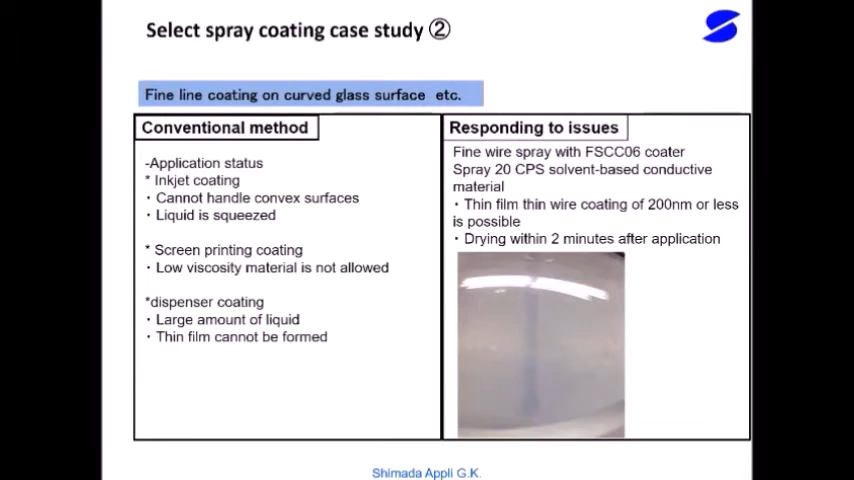 Select spray coating case study ②
Fine line coating on curved glass surface etc.
Conventional method
-Application status
* Inkjet coating
・Cannot handle convex surfaces
・Liquid is squeezed
* Screen printing coating
・Low viscosity material is not allowed
*dispenser coating
・Large amount of liquid
・Thin film cannot be formed
Responding to issues
Fine wire spray with FSCC06 coater
Spray 20 CPS solvent-based conductive
material
・Thin film thin wire coating of 200nm or less
is possible
・Drying within 2 minutes after application
Shimada Appli G.K.